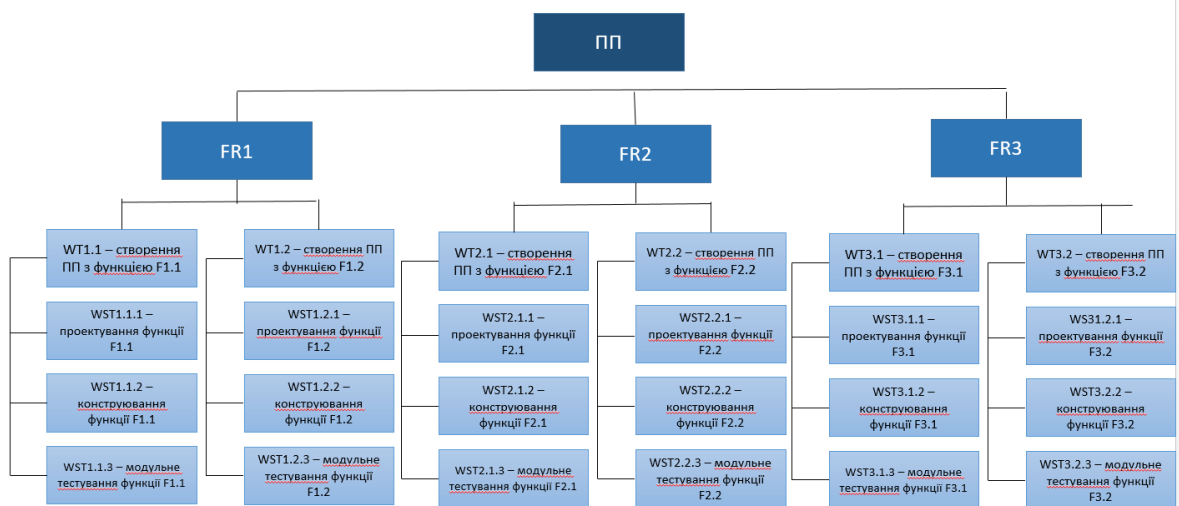 ПП
FR1
FR2
FR3
WT1.1 – створення
ПП з функцією F1.1
WST1.1.1 –
проектування функції
F1.1
WST1.1.2 –
конструювання
функції F1.1
WST1.1.3 – модульне
тестування функції F1.1
WT1.2 – створення ПП
з функцією F1.2
WST1.2.1 –
проектування функції
F1.2
WST1.2.2 –
конструювання
функції F1.2
WST1.2.3 – модульне
тестування функції
F1.2
WT2.1 – створення
ПП з функцією F2.1
WST2.1.1 –
проектування функції
F2.1
WST2.1.2 –
конструювання
функції F2.1
WST2.1.3 – модульне
тестування функції F2.1
WT2.2 – створення ПП
з функцією F2.2
WST2.2.1 –
проектування функції
F2.2
WST2.2.2 –
конструювання
функції F2.2
WST2.2.3 – модульне
тестування функції
F2.2
WT3.1 – створення
ПП з функцією F3.1
WST3.1.1 –
проектування функції
F3.1
WST3.1.2 –
конструювання
функції F3.1
WST3.1.3 – модульне
тестування функції F3.1
WT3.2 – створення ПП
з функцією F3.2
WS31.2.1 –
проектування функції
F3.2
WST3.2.2 –
конструювання
функції F3.2
WST3.2.3 – модульне
тестування функції
F3.2